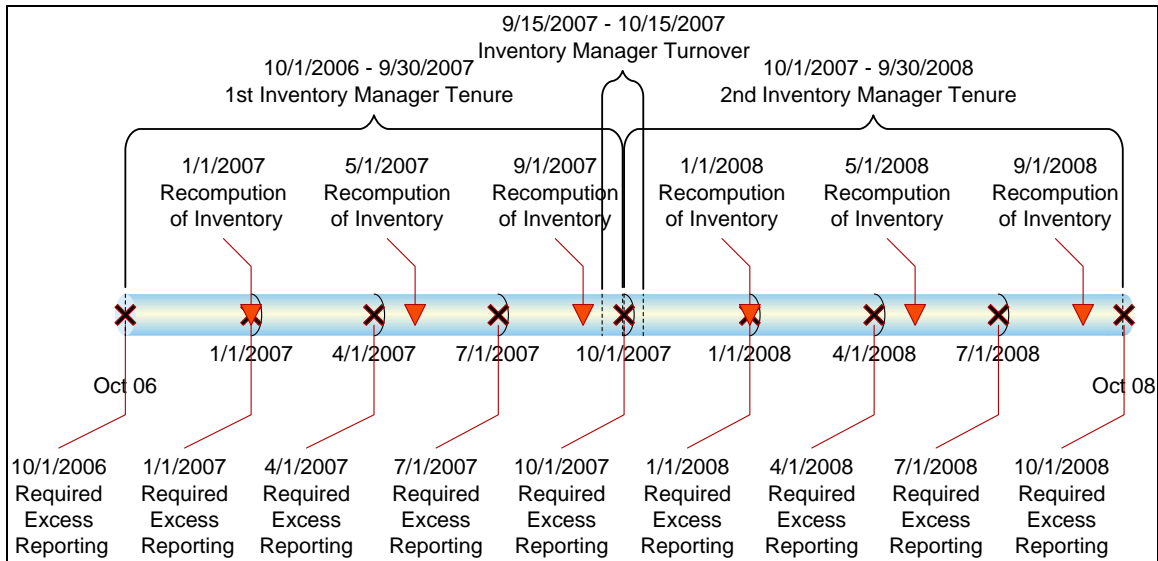 9/15/2007 - 10/15/2007
Inventory Manager Turnover
10/1/2006 - 9/30/2007
1st Inventory Manager Tenure
10/1/2007 - 9/30/2008
2nd Inventory Manager Tenure
1/1/2007
Recompution
of Inventory
5/1/2007
Recompution
of Inventory
9/1/2007
Recompution
of Inventory
1/1/2008
Recompution
of Inventory
5/1/2008
Recompution
of Inventory
9/1/2008
Recompution
of Inventory
1/1/2007
4/1/2007
7/1/2007
10/1/2007
1/1/2008
4/1/2008
7/1/2008
Oct 06
Oct 08
10/1/2006
Required
Excess
Reporting
1/1/2007
Required
Excess
Reporting
4/1/2007
Required
Excess
Reporting
7/1/2007
Required
Excess
Reporting
10/1/2007
Required
Excess
Reporting
1/1/2008
Required
Excess
Reporting
4/1/2008
Required
Excess
Reporting
7/1/2008
Required
Excess
Reporting
10/1/2008
Required
Excess
Reporting